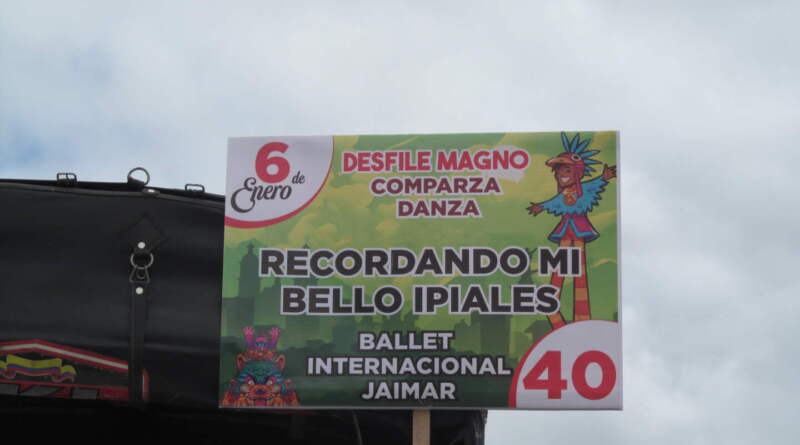 6
de
Enero
DESFILE MAGNO
COMPARZA
DANZA
RECORDANDO MI
BELLO IPIALES
BALLET
INTERNACIONAL
JAIMAR
40